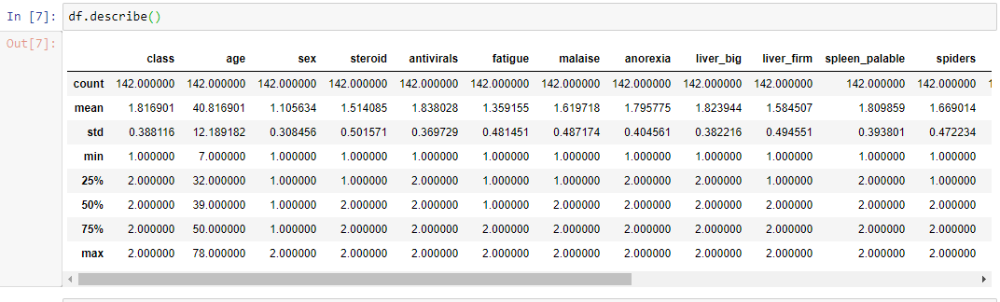 In [7]: df.describe()
Out[7]:
class age sex steroid antivirals fatigue malaise anorexia liver_big liver_firm spleen_palable spiders
count 142.000000 142.000000 142.000000 142.000000 142.000000 142.000000 142.000000 142.000000 142.000000 142.000000 142.000000 142.000000 1
mean 1.816901 40.816901 1.105634 1.514085 1.838028 1.359155 1.619718 1.795775 1.823944 1.584507 1.809859 1.669014
std 0.388116 12.189182 0.308456 0.501571 0.369729 0.481451 0.487174 0.404561 0.382216 0.494551 0.393801 0.472234
min 1.000000 7.000000 1.000000 1.000000 1.000000 1.000000 1.000000 1.000000 1.000000 1.000000 1.000000 1.000000
25% 2.000000 32.000000 1.000000 1.000000 2.000000 1.000000 1.000000 2.000000 2.000000 1.000000 2.000000 1.000000
50% 2.000000 39.000000 1.000000 2.000000 2.000000 1.000000 2.000000 2.000000 2.000000 2.000000 2.000000 2.000000
75% 2.000000 50.000000 1.000000 2.000000 2.000000 2.000000 2.000000 2.000000 2.000000 2.000000 2.000000 2.000000
max 2.000000 78.000000 2.000000 2.000000 2.000000 2.000000 2.000000 2.000000 2.000000 2.000000 2.000000 2.000000